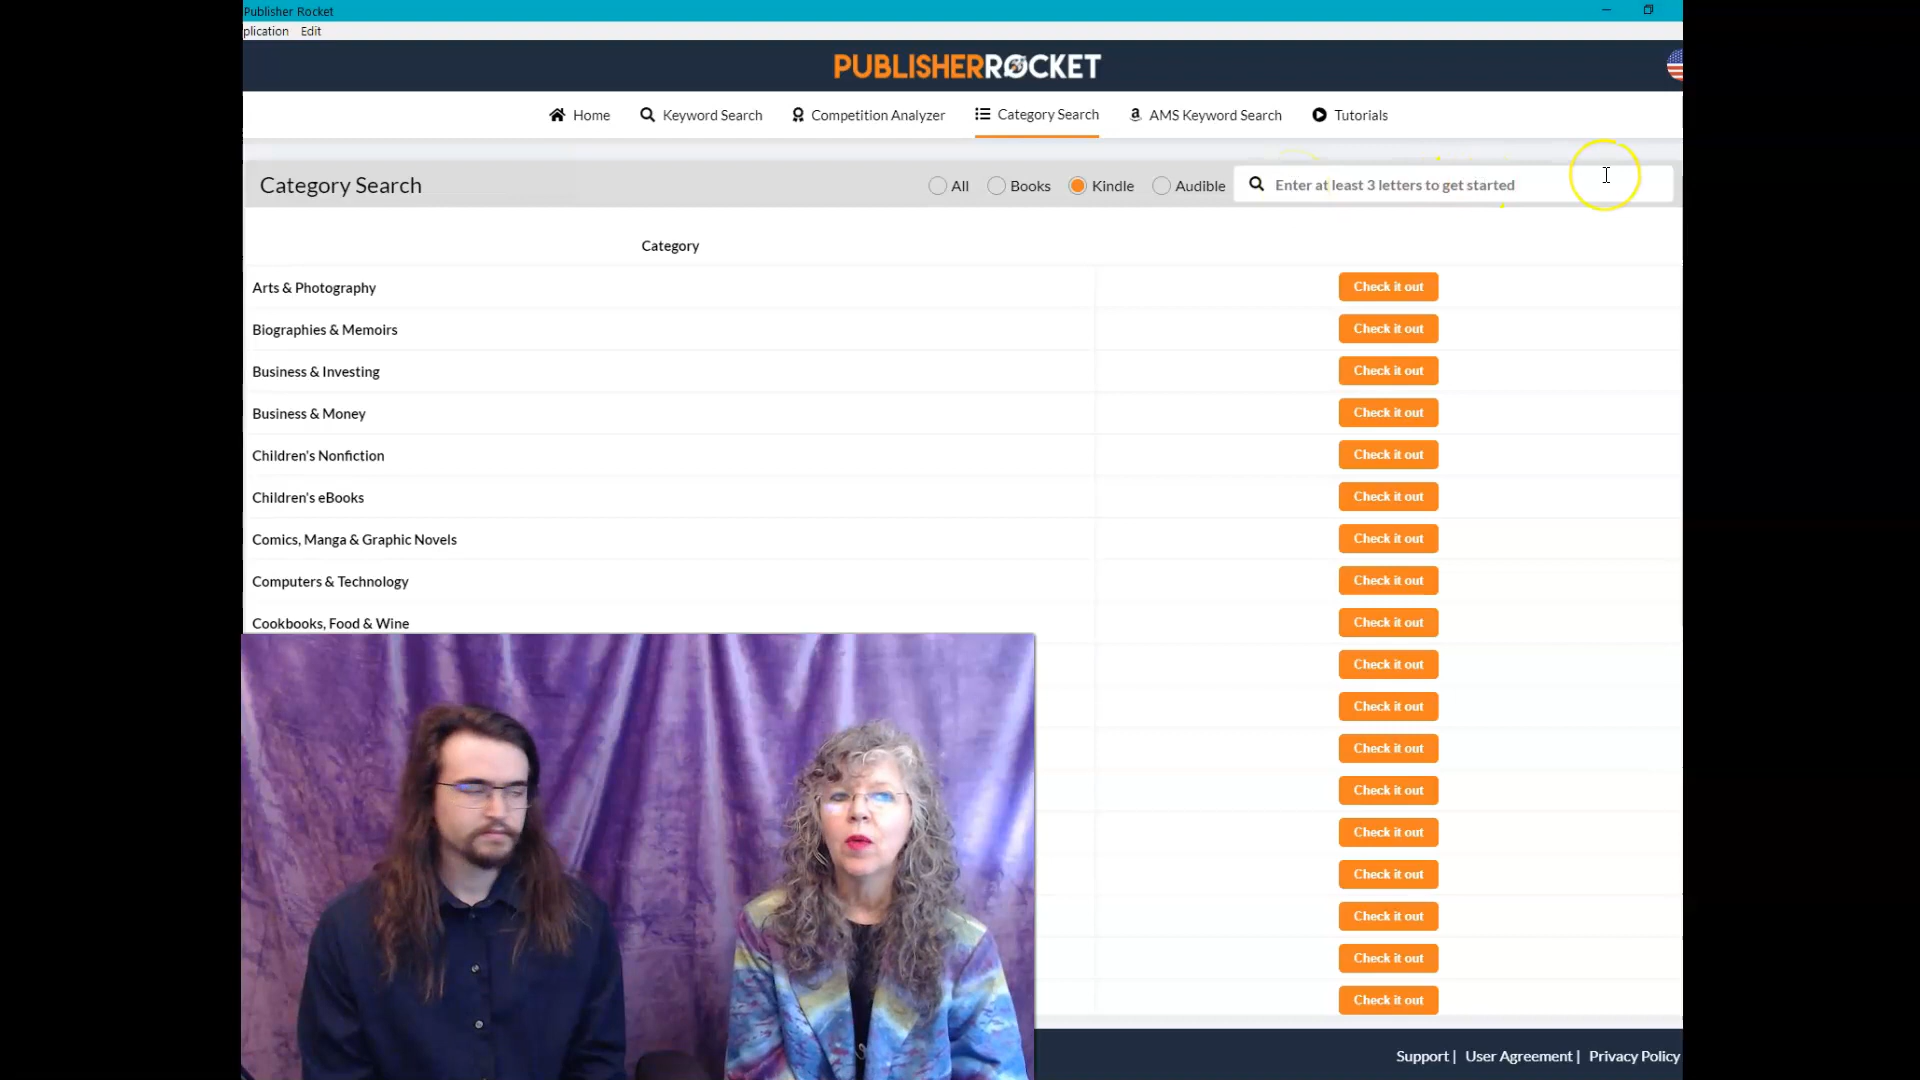 Publisher Rocket
plication Edit
PUBLISHERROCKET
Home Keyword Search Competition Analyzer Category Search AMS Keyword Search Tutorials
Category Search All Books Kindle Audible Enter at least 3 letters to get started
Category
Arts & Photography Check it out
Biographies & Memoirs Check it out
Business & Investing Check it out
Business & Money Check it out
Children's Nonfiction Check it out
Children's eBooks Check it out
Comics, Manga & Graphic Novels Check it out
Computers & Technology Check it out
Cookbooks, Food & Wine Check it out
Check it out
Check it out
Check it out
Check it out
Check it out
Check it out
Check it out
Check it out
Check it out
Support | User Agreement | Privacy Policy